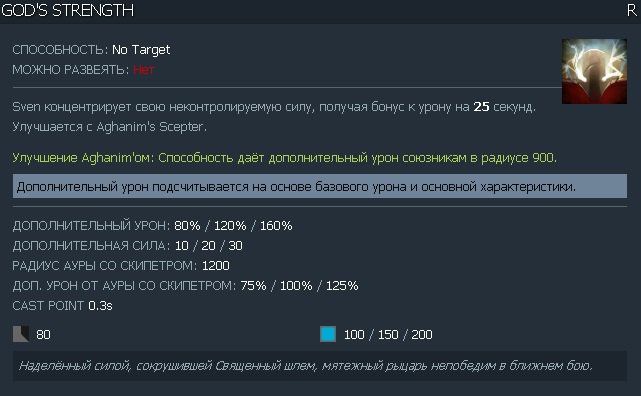 GOD'S STRENGTH R
СПОСОБНОСТЬ: No Target
МОЖНО РАЗВЕЯТЬ: Нет
Sven концентрирует свою неконтролируемую силу, получая бонус к урону на 25 секунд.
Улучшается с Aghanim's Scepter.
Улучшение Aghanim'ом: Способность даёт дополнительный урон союзникам в радиусе 900.
Дополнительный урон подсчитывается на основе базового урона и основной характеристики.
ДОПОЛНИТЕЛЬНЫЙ УРОН: 80% / 120% / 160%
ДОПОЛНИТЕЛЬНАЯ СИЛА: 10 / 20 / 30
РАДИУС АУРЫ СО СКИПЕТРОМ: 1200
ДОП. УРОН ОТ АУРЫ СО СКИПЕТРОМ: 75% / 100% / 125%
CAST POINT 0.3s
80 100 / 150 / 200
Наделённый силой, сокрушившей Священный шлем, мятежный рыцарь непобедим в ближнем бою.